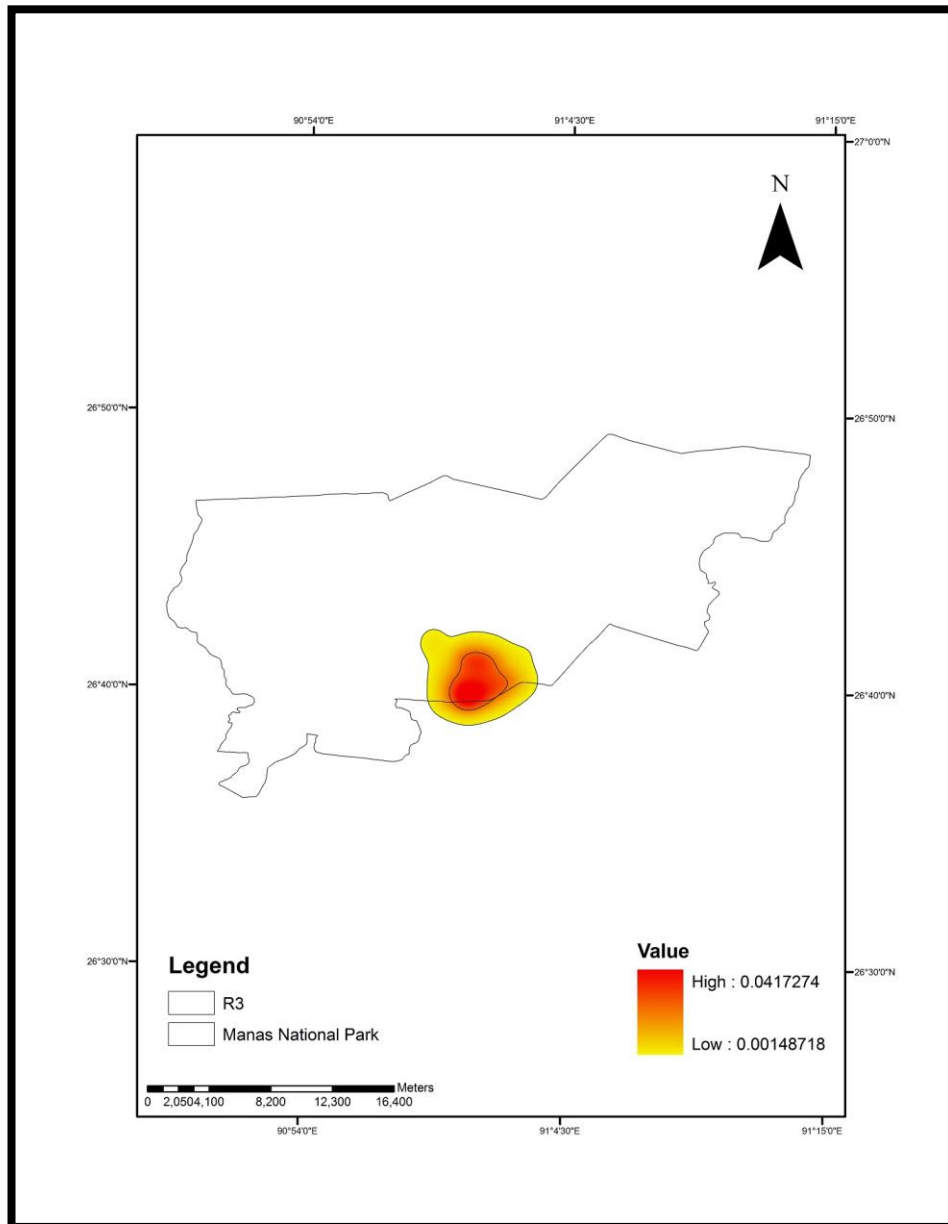 90°54'0"E 91°4'30"E 91°15'0"E
27°0'0"N
N
26°50'0"N 26°50'0"N
26°40'0"N 26°40'0"N
26°30'0"N 26°30'0"N
Legend
R3
Manas National Park
Value
High : 0.0417274
Low : 0.00148718
Meters
0 2,0504,100 8,200 12,300 16,400
90°54'0"E 91°4'30"E 91°15'0"E